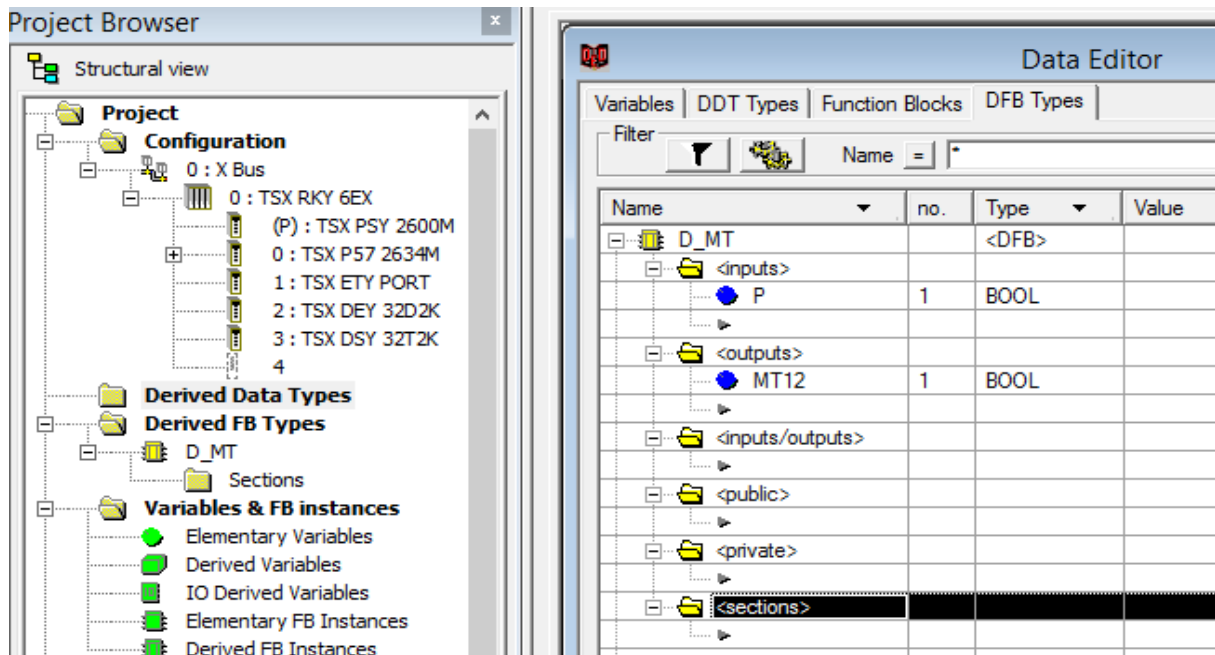 Project Browser
x
Structural view
Project
Configuration
0 : X Bus
0 : TSX RKY 6EX
(P) : TSX PSY 2600M
0 : TSX P57 2634M
1 : TSX ETY PORT
2 : TSX DEY 32D2K
3 : TSX DSY 32T2K
4
Derived Data Types
Derived FB Types
D_MT
Sections
Variables & FB instances
Elementary Variables
Derived Variables
IO Derived Variables
Elementary FB Instances
Derived FB Instances
Data Editor
Variables DDT Types Function Blocks DFB Types
Filter
Name = *
Name no. Type Value
D_MT <DFB>
<inputs>
P 1 BOOL
<outputs>
MT12 1 BOOL
<inputs/outputs>
<public>
<private>
<sections>